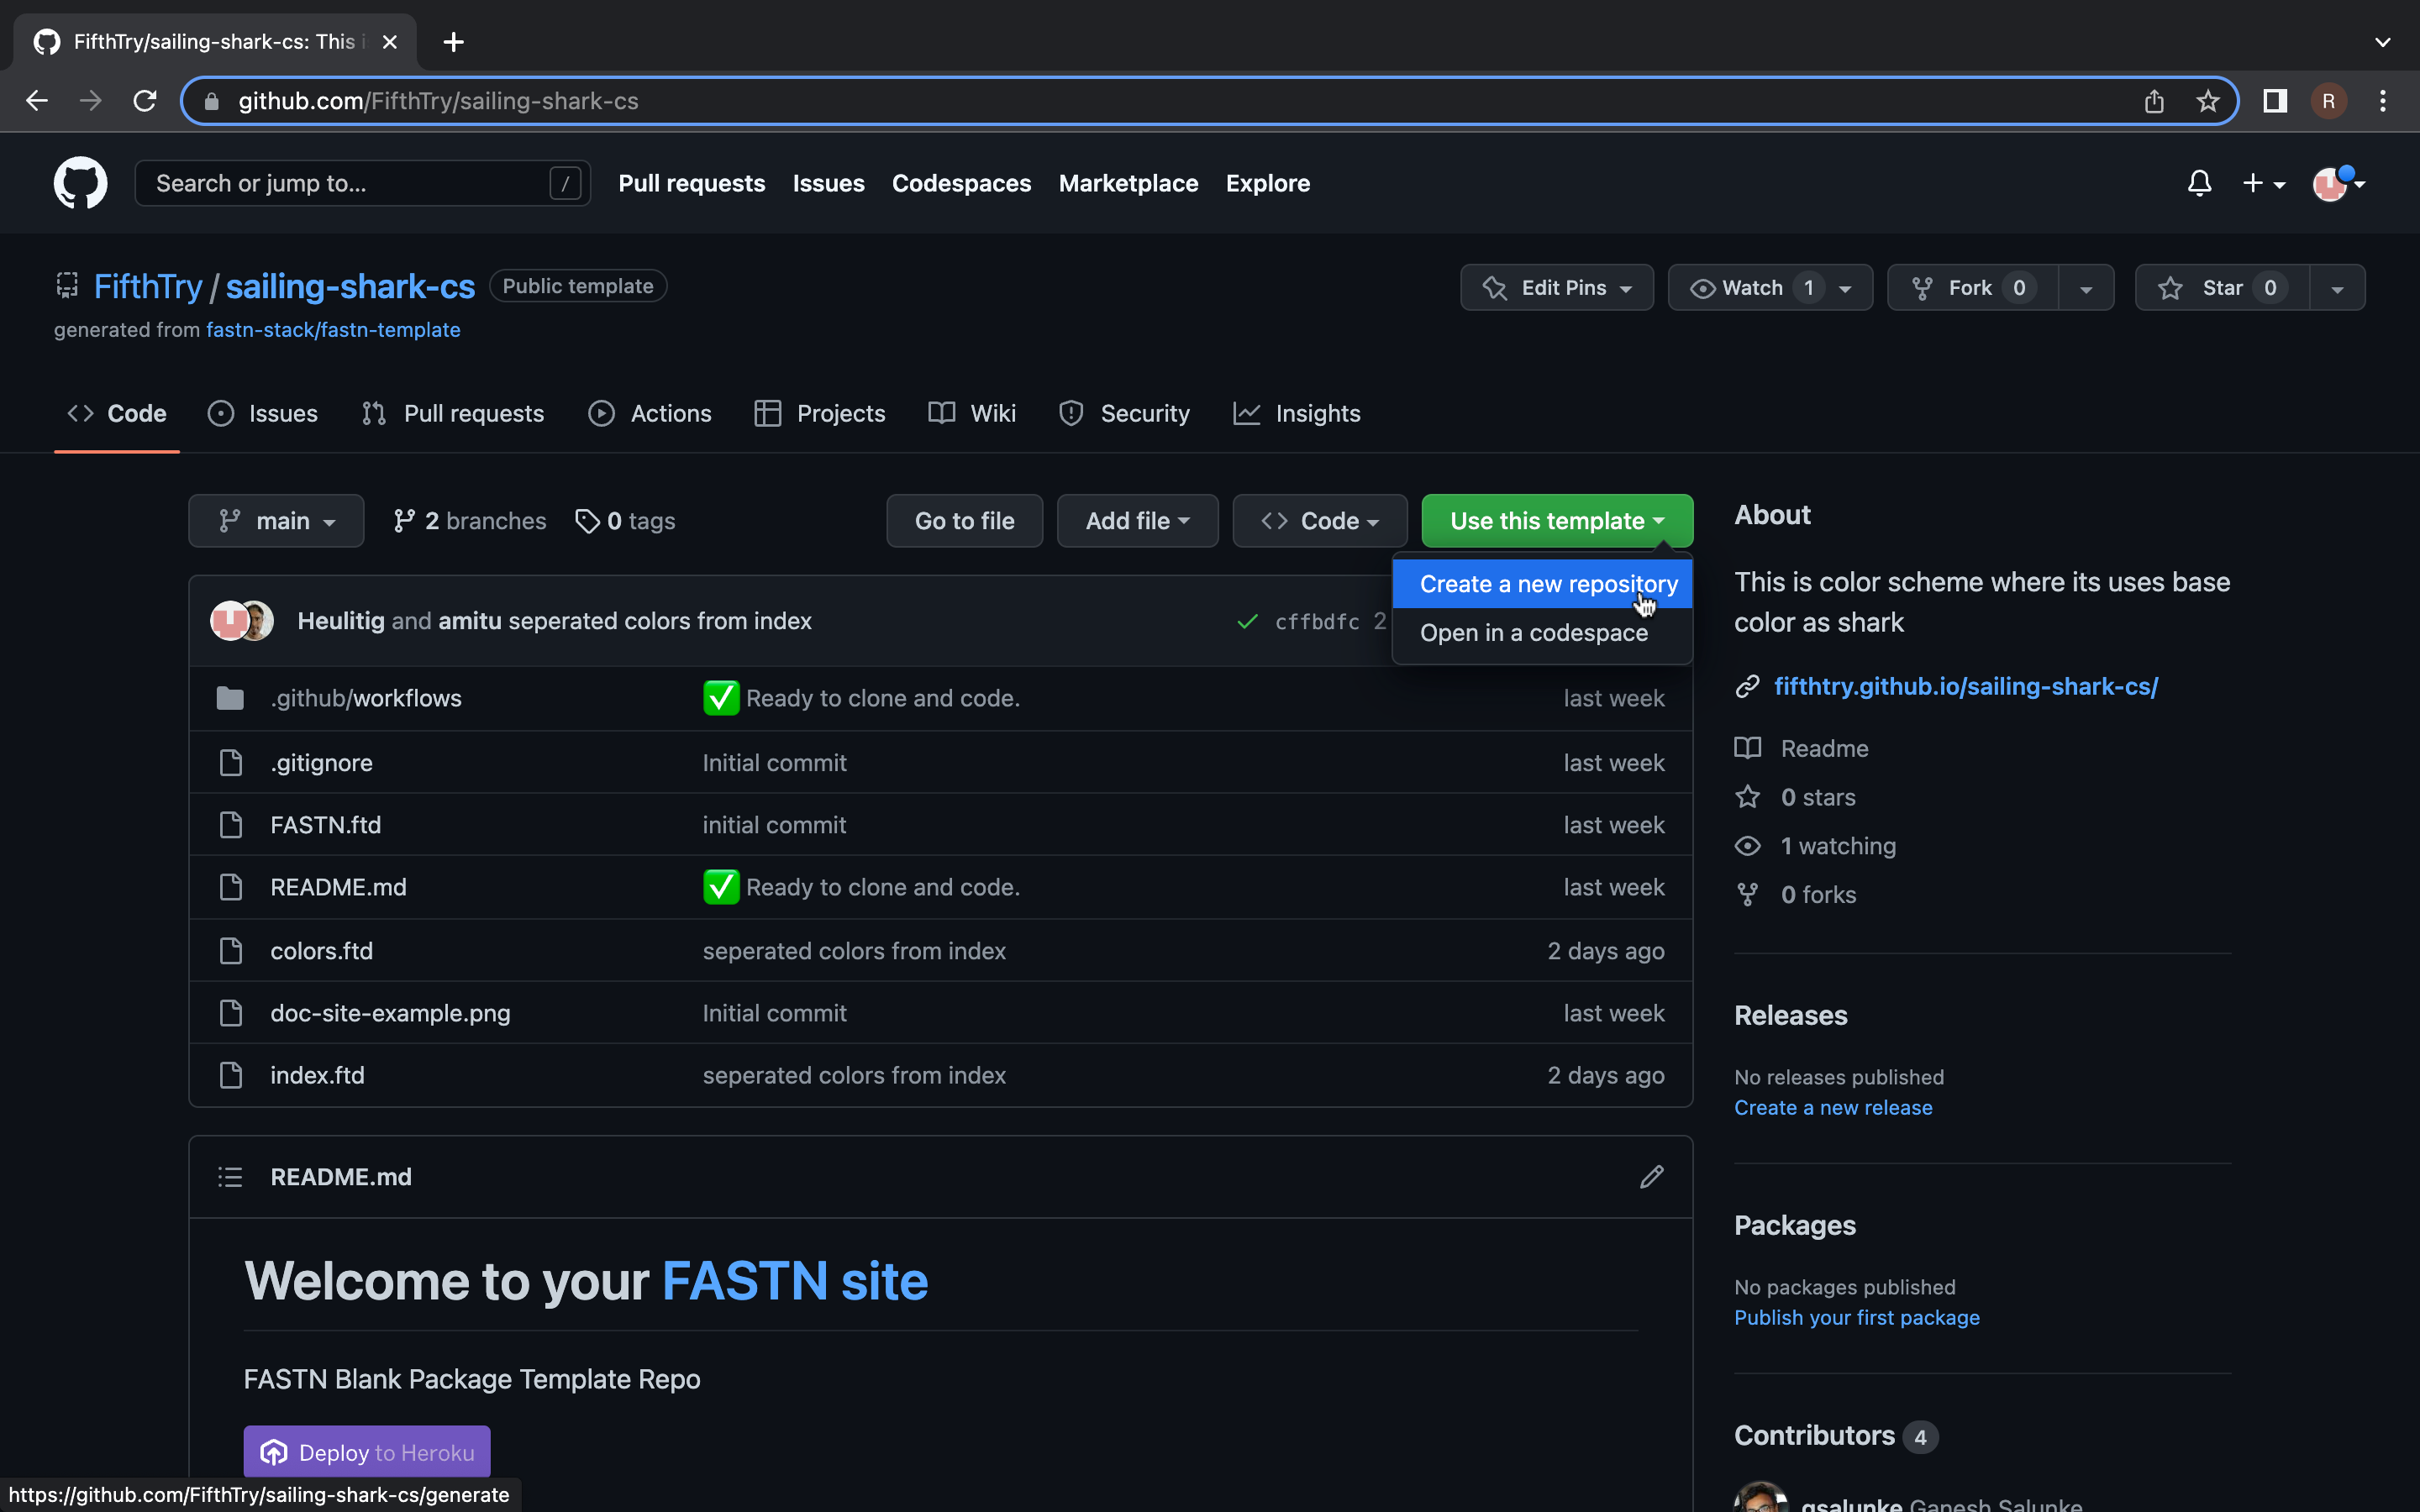 FifthTry/sailing-shark-cs: This i
github.com/FifthTry/sailing-shark-cs
R
Search or jump to... /
Pull requests Issues Codespaces Marketplace Explore
FifthTry / sailing-shark-cs Public template
Edit Pins Watch 1 Fork 0 Star 0
generated from fastn-stack/fastn-template
Code Issues Pull requests Actions Projects Wiki Security Insights
main 2 branches 0 tags Go to file Add file Code Use this template
Create a new repository
Open in a codespace
Heulitig and amitu seperated colors from index cffbdfc 2
.github/workflows ✅ Ready to clone and code. last week
.gitignore Initial commit last week
FASTN.ftd initial commit last week
README.md ✅ Ready to clone and code. last week
colors.ftd seperated colors from index 2 days ago
doc-site-example.png Initial commit last week
index.ftd seperated colors from index 2 days ago
README.md
Welcome to your FASTN site
FASTN Blank Package Template Repo
Deploy to Heroku
https://github.com/FifthTry/sailing-shark-cs/generate
About
This is color scheme where its uses base
color as shark
fifthtry.github.io/sailing-shark-cs/
Readme
0 stars
1 watching
0 forks
Releases
No releases published
Create a new release
Packages
No packages published
Publish your first package
Contributors 4
gsalunke Ganesh Salunke